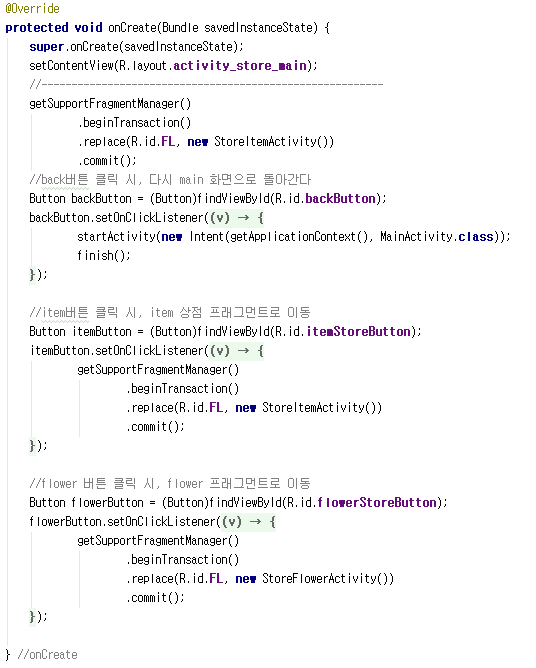 @Override
protected void onCreate(Bundle savedInstanceState) {
    super.onCreate(savedInstanceState);
    setContentView(R.layout.activity_store_main);
    //---------------------------------------------------------
    getSupportFragmentManager()
            .beginTransaction()
            .replace(R.id.FL, new StoreItemActivity())
            .commit();
    //back버튼 클릭 시, 다시 main 화면으로 돌아간다
    Button backButton = (Button)findViewById(R.id.backButton);
    backButton.setOnClickListener((v) → {
            startActivity(new Intent(getApplicationContext(), MainActivity.class));
            finish();
    });

    //item버튼 클릭 시, item 상점 프래그먼트로 이동
    Button itemButton = (Button)findViewById(R.id.itemStoreButton);
    itemButton.setOnClickListener((v) → {
            getSupportFragmentManager()
                    .beginTransaction()
                    .replace(R.id.FL, new StoreItemActivity())
                    .commit();
    });

    //flower 버튼 클릭 시, flower 프래그먼트로 이동
    Button flowerButton = (Button)findViewById(R.id.flowerStoreButton);
    flowerButton.setOnClickListener((v) → {
            getSupportFragmentManager()
                    .beginTransaction()
                    .replace(R.id.FL, new StoreFlowerActivity())
                    .commit();
    });

} //onCreate